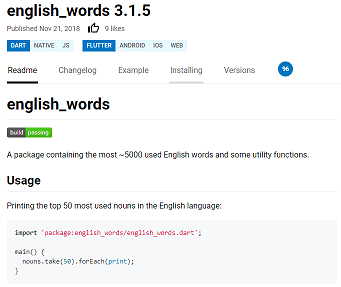 english_words 3.1.5
Published Nov 21, 2018 9 likes
DART NATIVE JS FLUTTER ANDROID IOS WEB
Readme Changelog Example Installing Versions 96
english_words
build passing
A package containing the most ~5000 used English words and some utility functions.
Usage
Printing the top 50 most used nouns in the English language:
import 'package:english_words/english_words.dart';
main() {
  nouns.take(50).forEach(print);
}